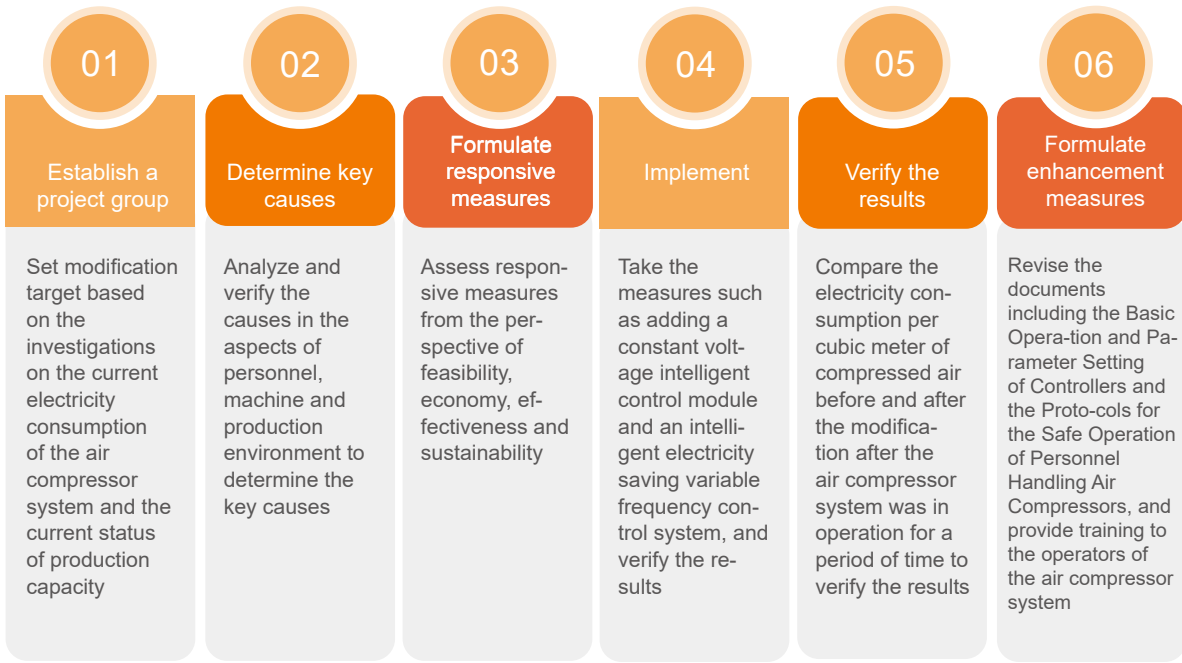 01
Establish a
project group
Set modification
target based
on the
investigations
on the current
electricity
consumption
of the air
compressor
system and the
current status
of production
capacity
02
Determine key
causes
Analyze and
verify the
causes in the
aspects of
personnel,
machine and
production
environment to
determine the
key causes
03
Formulate
responsive
measures
Assess respon-
sive measures
from the per-
spective of
feasibility,
economy, ef-
ffectiveness and
sustainability
04
Implement
Take the
measures such
as adding a
constant volt-
age intelligent
control module
and an intelli-
gent electricity
saving variable
frequency con-
trol system, and
verify the re-
sults
05
Verify the
results
Compare the
electricity con-
sumption per
cubic meter of
compressed air
before and after
the modifica-
tion after the
air compressor
system was in
operation for a
period of time to
verify the results
06
Formulate
enhancement
measures
Revise the
documents
including the Basic
Opera-tion and Pa-
rameter Setting
of Controllers and
the Proto-cols for
the Safe Operation
of Personnel
Handling Air
Compressors, and
provide training to
the operators of
the air compressor
system